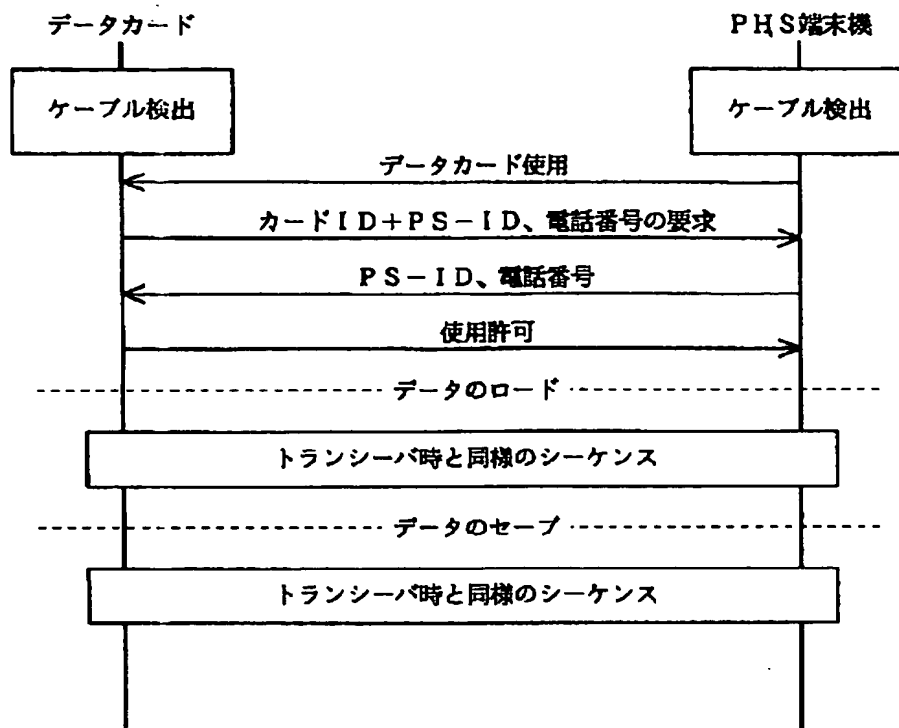 データカード
PHS端末機
ケーブル検出
ケーブル検出
データカード使用
カードID+PS-ID、電話番号の要求
PS-ID、電話番号
使用許可
データのロード
トランシーバ時と同様のシーケンス
データのセーブ
トランシーバ時と同様のシーケンス